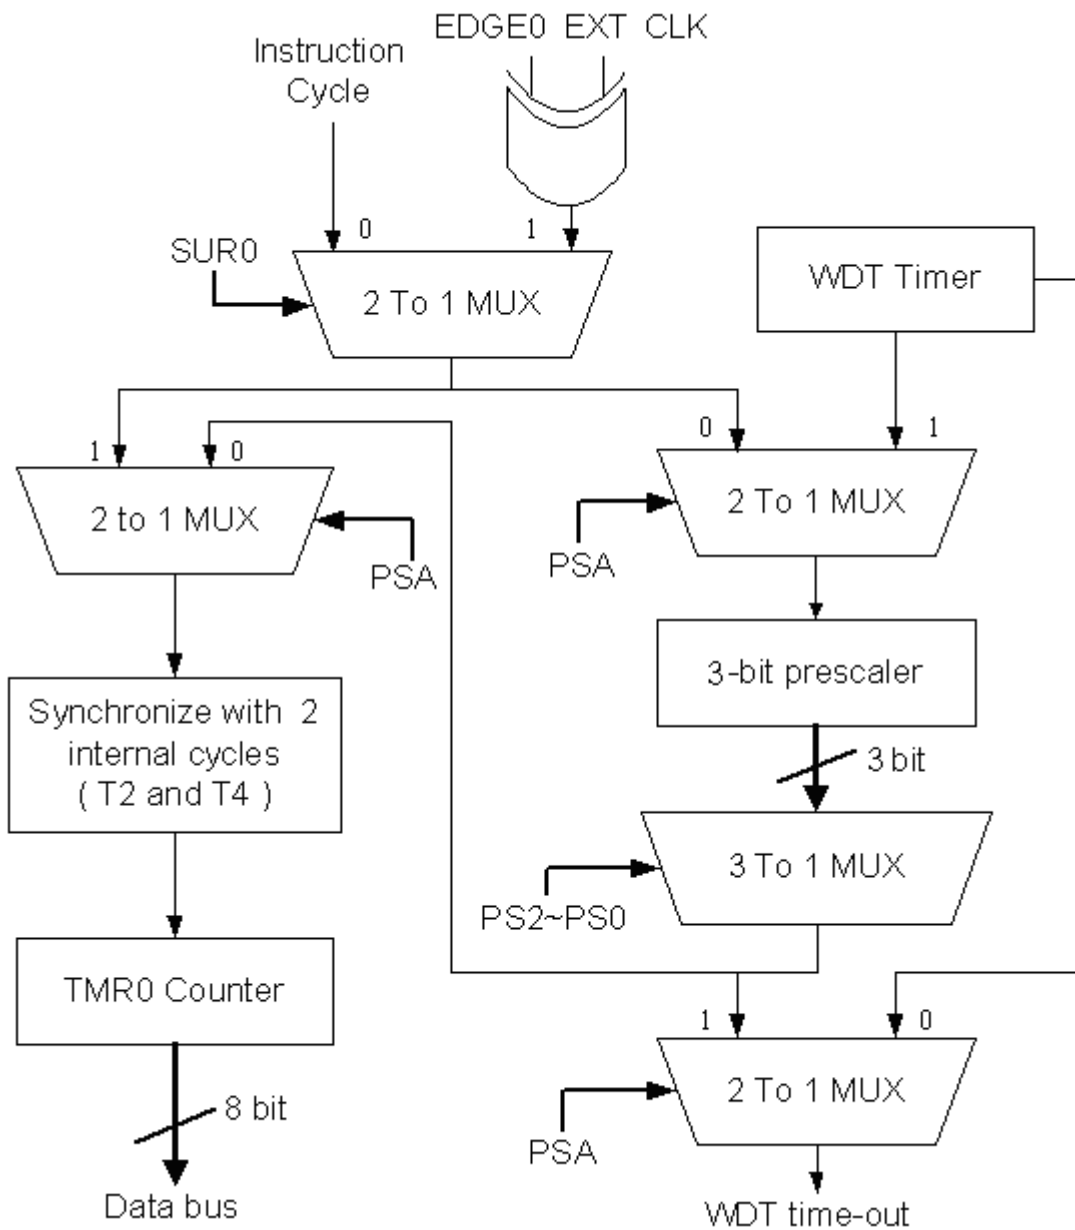 EDGE0 EXT CLK
Instruction
Cycle
0
1
SUR0
2 To 1 MUX
WDT Timer
1
0
0
1
2 to 1 MUX
2 To 1 MUX
PSA
PSA
3-bit prescaler
Synchronize with 2
internal cycles
( T2 and T4 )
3 bit
3 To 1 MUX
PS2~PS0
TMR0 Counter
1
0
2 To 1 MUX
8 bit
PSA
Data bus
WDT time-out